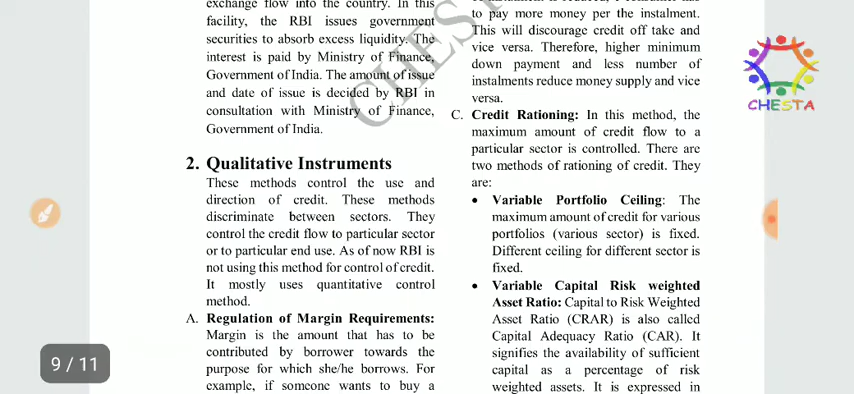 exchange flow into the country. In this
facility, the RBI issues government
securities to absorb excess liquidity. The
interest is paid by Ministry of Finance,
Government of India. The amount of issue
and date of issue is decided by RBI in
consultation with Ministry of Finance,
Government of India.
2. Qualitative Instruments
These methods control the use and
direction of credit. These methods
discriminate between sectors. They
control the credit flow to particular sector
or to particular end use. As of now RBI is
not using this method for control of credit.
It mostly uses quantitative control
method.
A. Regulation of Margin Requirements:
Margin is the amount that has to be
contributed by borrower towards the
purpose for which she/he borrows. For
example, if someone wants to buy a
to pay more money per the instalment.
This will discourage credit off take and
vice versa. Therefore, higher minimum
down payment and less number of
instalments reduce money supply and vice
versa.
C. Credit Rationing: In this method, the
maximum amount of credit flow to a
particular sector is controlled. There are
two methods of rationing of credit. They
are:
• Variable Portfolio Ceiling: The
maximum amount of credit for various
portfolios (various sector) is fixed.
Different ceiling for different sector is
fixed.
• Variable Capital Risk weighted
Asset Ratio: Capital to Risk Weighted
Asset Ratio (CRAR) is also called
Capital Adequacy Ratio (CAR). It
signifies the availability of sufficient
capital as a percentage of risk
weighted assets. It is expressed in
CHESTA
9 / 11